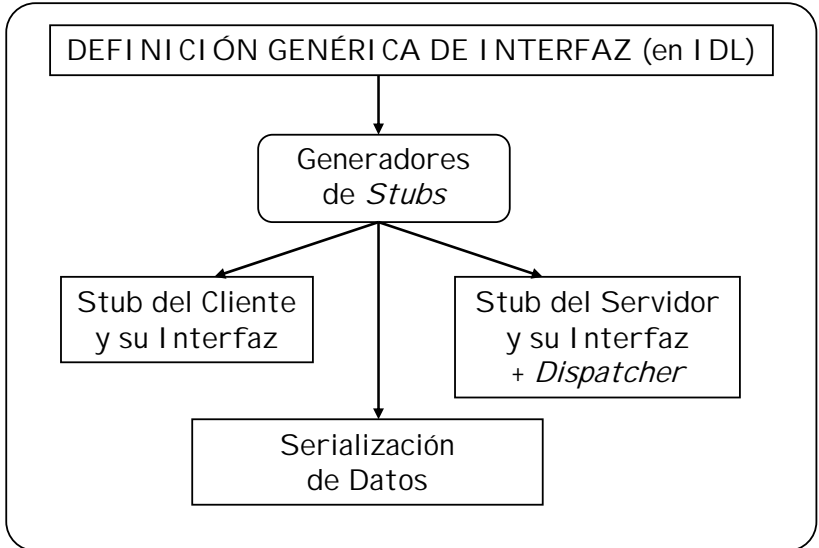 DEFINICIÓN GENÉRICA DE INTERFAZ (en IDL)
Generadores
de Stubs
Stub del Cliente
y su Interfaz
Stub del Servidor
y su Interfaz
+ Dispatcher
Serialización
de Datos